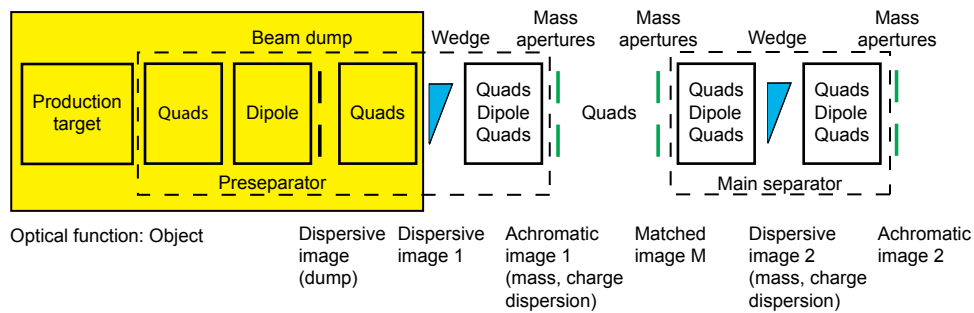 Mass
apertures
Mass
apertures
Mass
apertures
Beam dump
Wedge
Wedge
Production
target
Quads
Dipole
Quads
Quads
Dipole
Quads
Quads
Quads
Dipole
Quads
Quads
Dipole
Quads
Preseparator
Main separator
Optical function: Object
Dispersive
image
(dump)
Dispersive
image 1
Achromatic
image 1
(mass, charge
dispersion)
Matched
image M
Dispersive
image 2
(mass, charge
dispersion)
Achromatic
image 2